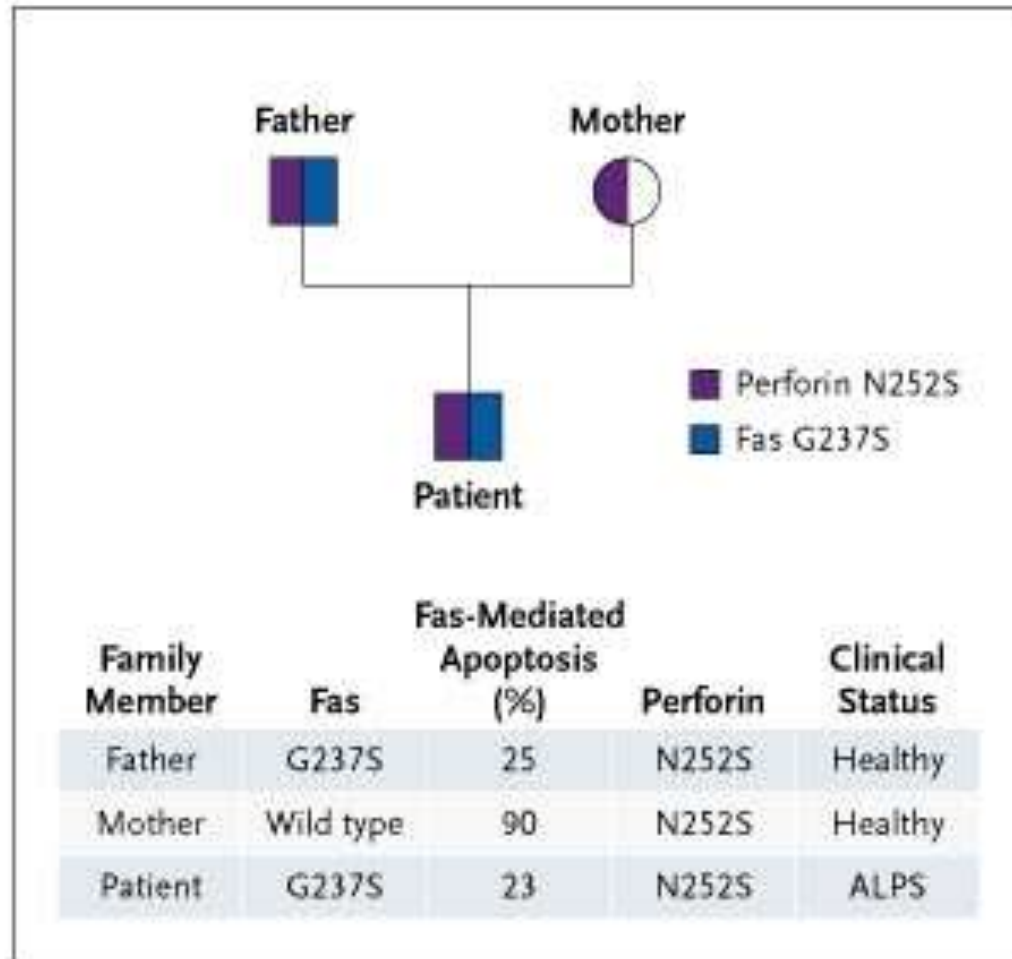 Father Mother
Perforin N252S
Fas G237S
Patient
Family Member Fas Fas-Mediated Apoptosis (%) Perforin Clinical Status
Father G237S 25 N252S Healthy
Mother Wild type 90 N252S Healthy
Patient G237S 23 N252S ALPS